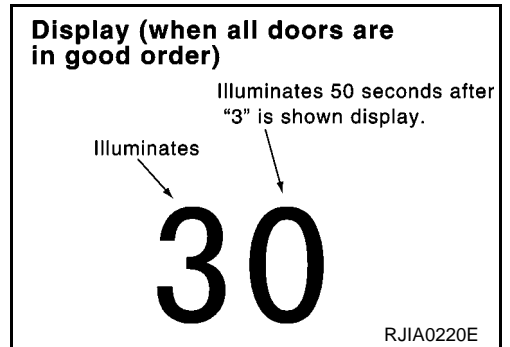 Display (when all doors are
in good order)
Illuminates 50 seconds after
“3” is shown display.
Illuminates
30
RJIA0220E